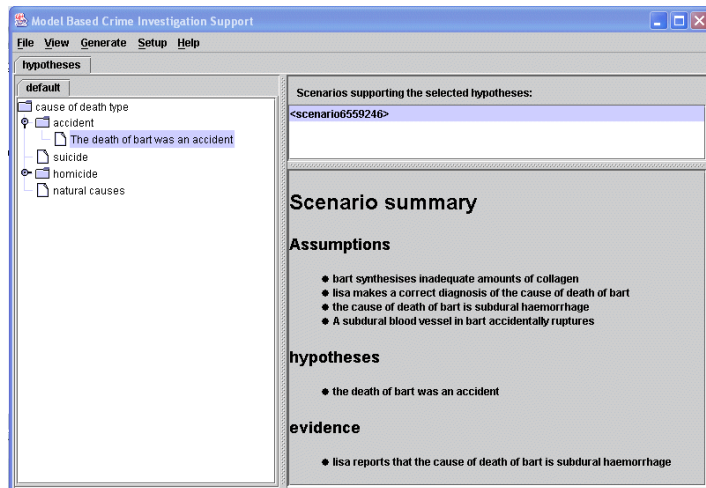 Model Based Crime Investigation Support
File View Generate Setup Help
hypotheses
default
cause of death type
accident
The death of bart was an accident
suicide
homicide
natural causes
Scenarios supporting the selected hypotheses:
<scenario6559246>
Scenario summary
Assumptions
bart synthesises inadequate amounts of collagen
lisa makes a correct diagnosis of the cause of death of bart
the cause of death of bart is subdural haemorrhage
A subdural blood vessel in bart accidentally ruptures
hypotheses
the death of bart was an accident
evidence
lisa reports that the cause of death of bart is subdural haemorrhage